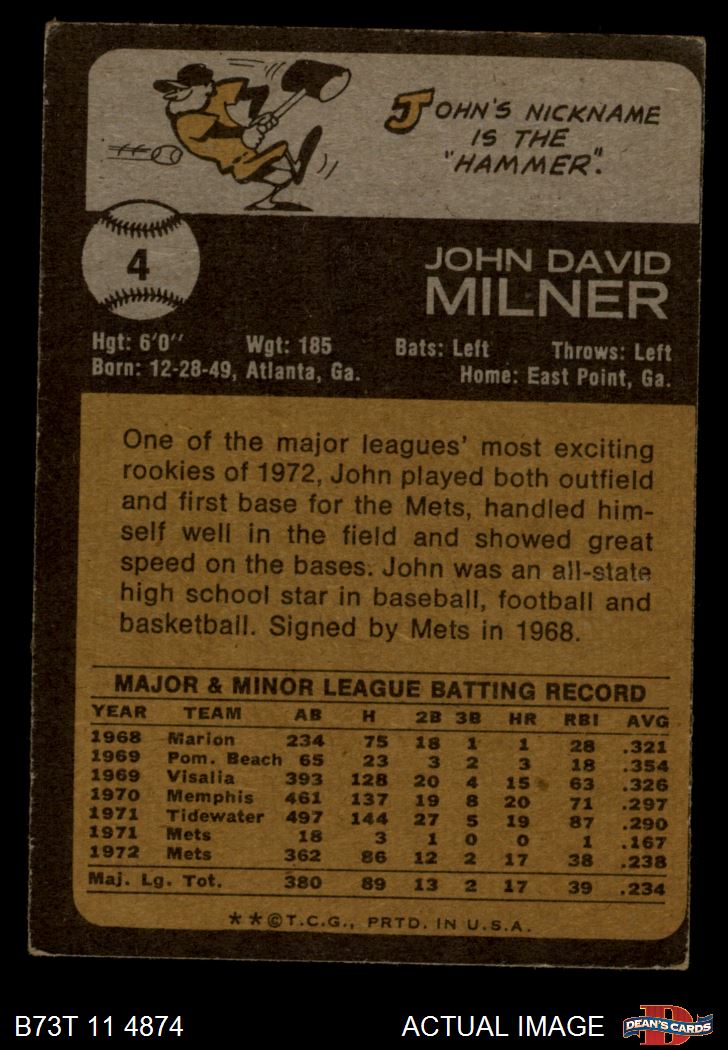 JOHN'S NICKNAME
IS THE
"HAMMER".
4
JOHN DAVID
MILNER
Hgt: 6'0" Wgt: 185 Bats: Left Throws: Left
Born: 12-28-49, Atlanta, Ga. Home: East Point, Ga.
One of the major leagues' most exciting
rookies of 1972, John played both outfield
and first base for the Mets, handled him-
self well in the field and showed great
speed on the bases. John was an all-state
high school star in baseball, football and
basketball. Signed by Mets in 1968.
MAJOR & MINOR LEAGUE BATTING RECORD
YEAR TEAM AB H 2B 3B HR RBI AVG
1968 Marion 234 75 18 1 1 28 .321
1969 Pom. Beach 65 23 3 2 3 18 .354
1969 Visalia 393 128 20 4 15 63 .326
1970 Memphis 461 137 19 8 20 71 .297
1971 Tidewater 497 144 27 5 19 87 .290
1971 Mets 18 3 1 0 0 1 .167
1972 Mets 362 86 12 2 17 38 .238
Maj. Lg. Tot. 380 89 13 2 17 39 .234
**©T.C.G., PRTD. IN U.S.A.
B73T 11 4874 ACTUAL IMAGE D DEAN'S CARDS